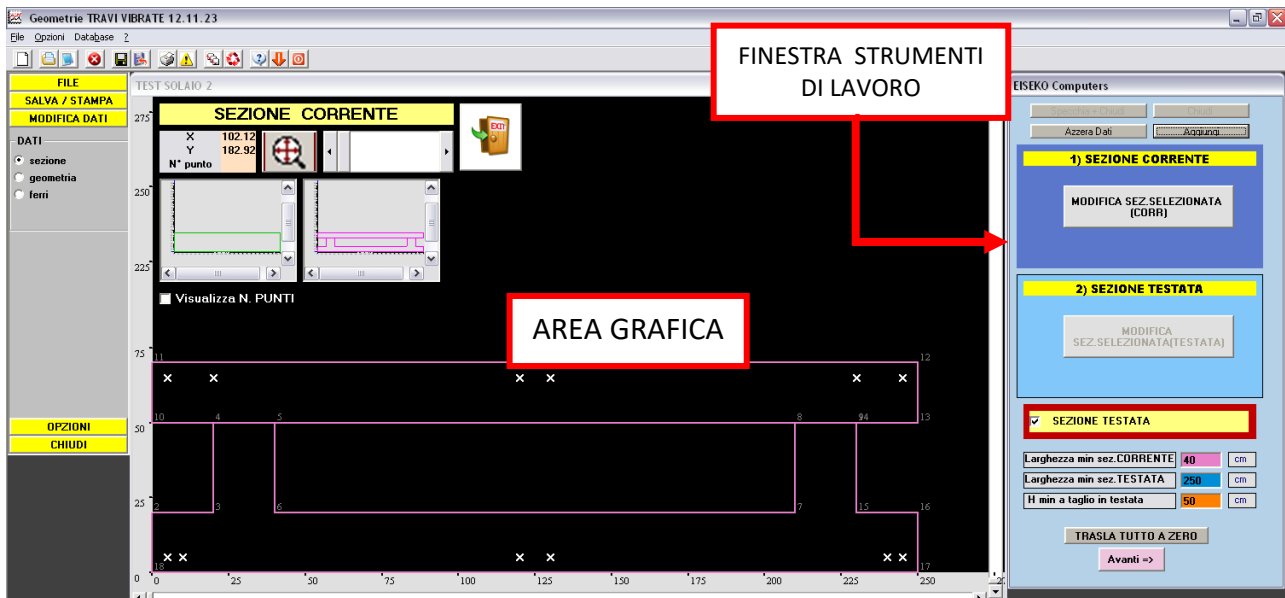 Geometrie TRAVI VIBRATE 12.11.23
File Opzioni Database ?
FILE
SALVA / STAMPA
MODIFICA DATI
DATI
sezione
geometria
ferri
OPZIONI
CHIUDI
TEST SOLAIO 2
SEZIONE CORRENTE
X 102.12
Y 182.92
N° punto
EXIT
Visualizza N. PUNTI
FINESTRA STRUMENTI
DI LAVORO
AREA GRAFICA
275
250
225
75
50
25
0
0 25 50 75 100 125 150 175 200 225 250
11 12
10 4 5 8 94 13
2 3 6 7 15 16
18 17
EISEKO Computers
Specchia + Chiudi Chiudi
Azzera Dati Aggiungi
1) SEZIONE CORRENTE
MODIFICA SEZ.SELEZIONATA
(CORR)
2) SEZIONE TESTATA
MODIFICA
SEZ.SELEZIONATA(TESTATA)
SEZIONE TESTATA
Larghezza min sez.CORRENTE 40 cm
Larghezza min sez.TESTATA 250 cm
H min a taglio in testata 50 cm
TRASLA TUTTO A ZERO
Avanti =>